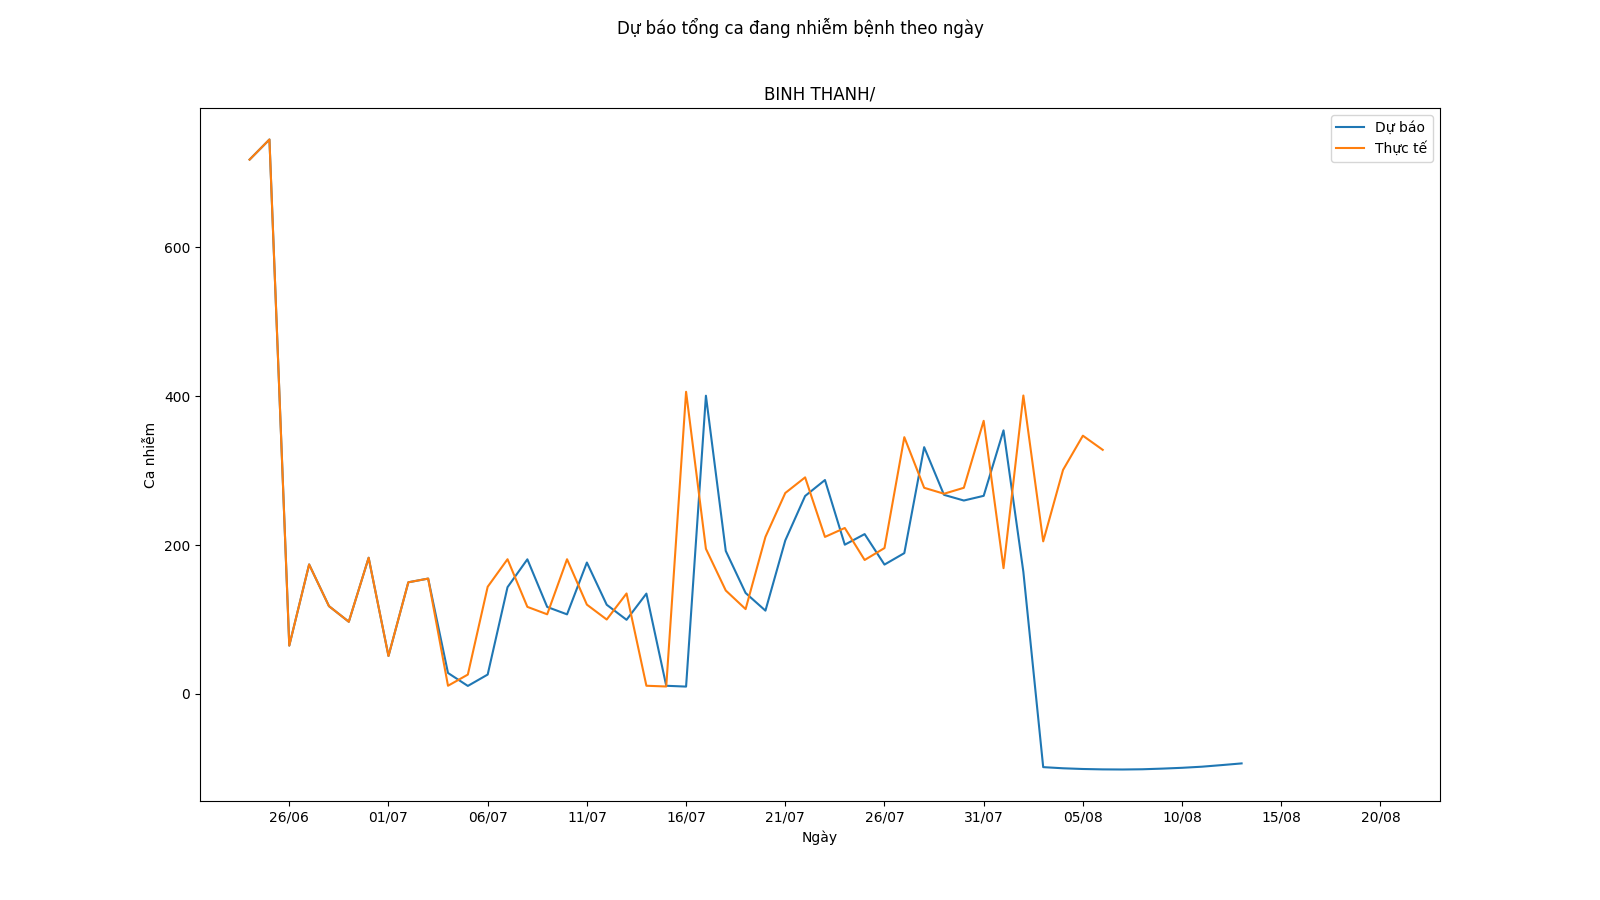 Dự báo tổng ca đang nhiễm bệnh theo ngày
BINH THANH/
Dự báo
Thực tế
600
400
200
0
Ca nhiễm
26/06 01/07 06/07 11/07 16/07 21/07 26/07 31/07 05/08 10/08 15/08 20/08
Ngày